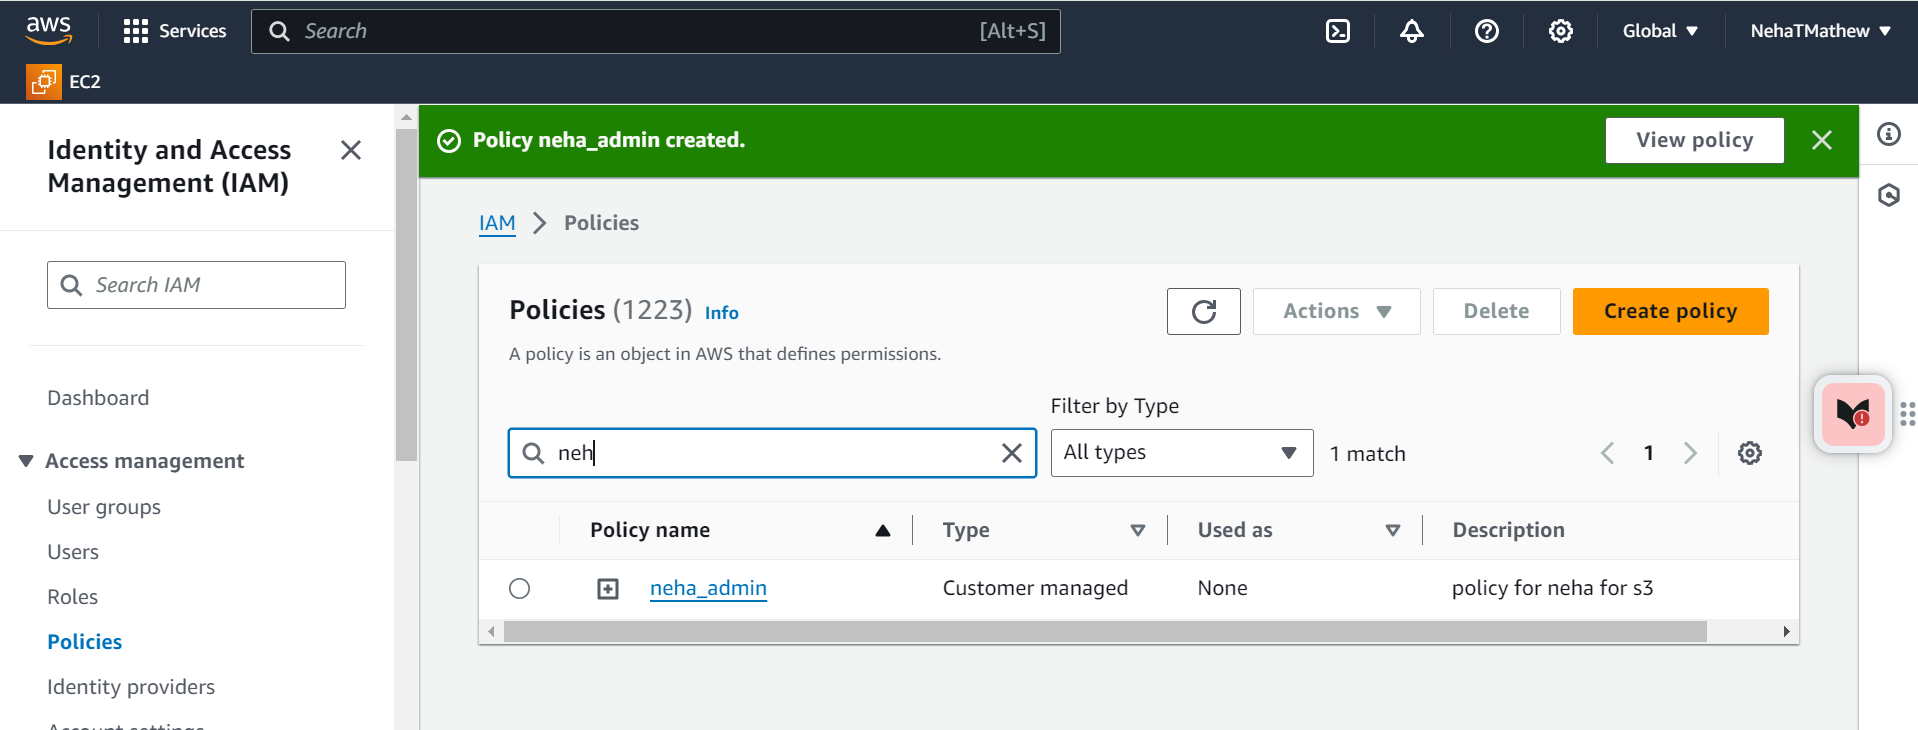 aws
Services
Search
[Alt+S]
Global
NehaTMathew
EC2
Identity and Access
Management (IAM)
Search IAM
Dashboard
Access management
User groups
Users
Roles
Policies
Identity providers
Account settings
Policy neha_admin created.
View policy
IAM
Policies
Policies (1223) Info
Actions
Delete
Create policy
A policy is an object in AWS that defines permissions.
Filter by Type
neh
All types
1 match
1
Policy name
Type
Used as
Description
neha_admin
Customer managed
None
policy for neha for s3